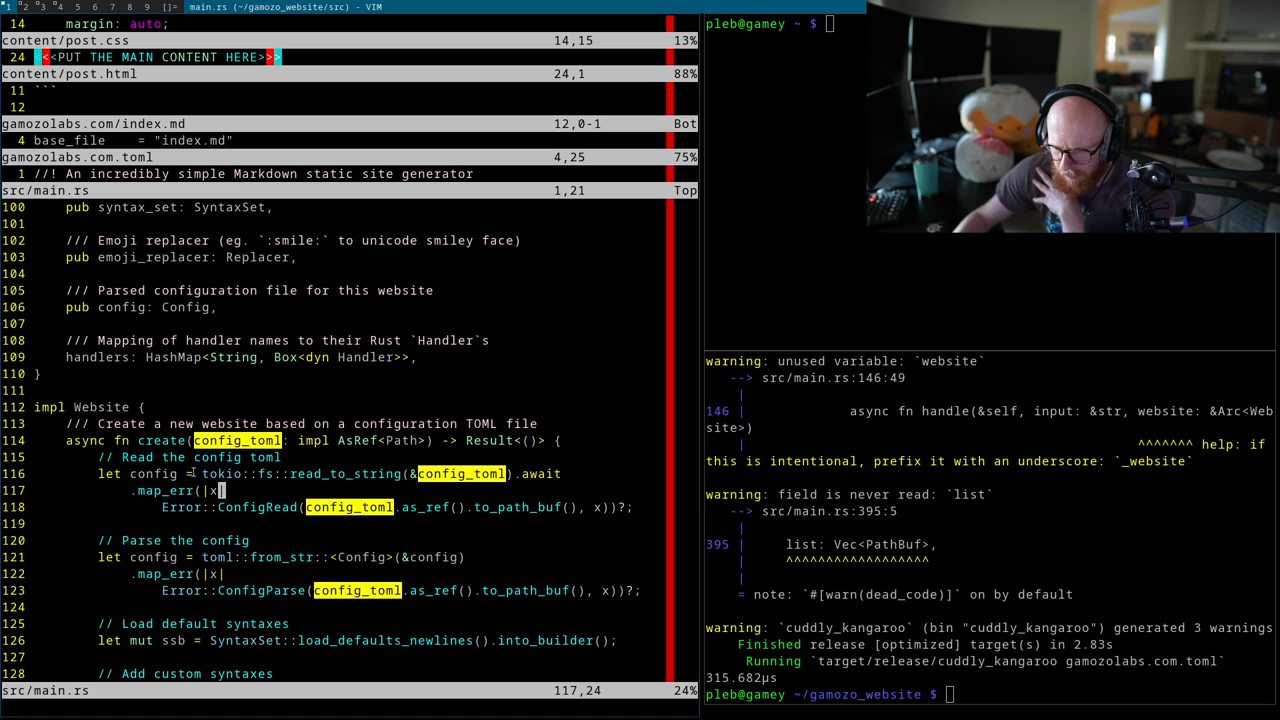 1 2 3 4 5 6 7 8 9 []= main.rs (~/gamozo_website/src) - VIM
14 margin: auto;
content/post.css 14,15 13%
24 <<<PUT THE MAIN CONTENT HERE>>>
content/post.html 24,1 88%
11 ```
12
gamozolabs.com/index.md 12,0-1 Bot
4 base_file = "index.md"
gamozolabs.com.toml 4,25 75%
1 //! An incredibly simple Markdown static site generator
src/main.rs 1,21 Top
100 pub syntax_set: SyntaxSet,
101
102 /// Emoji replacer (eg. `:smile:` to unicode smiley face)
103 pub emoji_replacer: Replacer,
104
105 /// Parsed configuration file for this website
106 pub config: Config,
107
108 /// Mapping of handler names to their Rust `Handler`s
109 handlers: HashMap<String, Box<dyn Handler>>,
110 }
111
112 impl Website {
113 /// Create a new website based on a configuration TOML file
114 async fn create(config_toml: impl AsRef<Path>) -> Result<()> {
115 // Read the config toml
116 let config = tokio::fs::read_to_string(&config_toml).await
117 .map_err(|x|
118 Error::ConfigRead(config_toml.as_ref().to_path_buf(), x))?;
119
120 // Parse the config
121 let config = toml::from_str::<Config>(&config)
122 .map_err(|x|
123 Error::ConfigParse(config_toml.as_ref().to_path_buf(), x))?;
124
125 // Load default syntaxes
126 let mut ssb = SyntaxSet::load_defaults_newlines().into_builder();
127
128 // Add custom syntaxes
src/main.rs 117,24 24%
pleb@gamey ~ $
warning: unused variable: `website`
--> src/main.rs:146:49
|
146 | async fn handle(&self, input: &str, website: &Arc<Web
site>)
| ^^^^^^^ help: if
this is intentional, prefix it with an underscore: `_website`
warning: field is never read: `list`
--> src/main.rs:395:5
|
395 | list: Vec<PathBuf>,
| ^^^^^^^^^^^^^^^^^^
|
= note: `#[warn(dead_code)]` on by default
warning: `cuddly_kangaroo` (bin "cuddly_kangaroo") generated 3 warnings
Finished release [optimized] target(s) in 2.83s
Running `target/release/cuddly_kangaroo gamozolabs.com.toml`
315.682µs
pleb@gamey ~/gamozo_website $